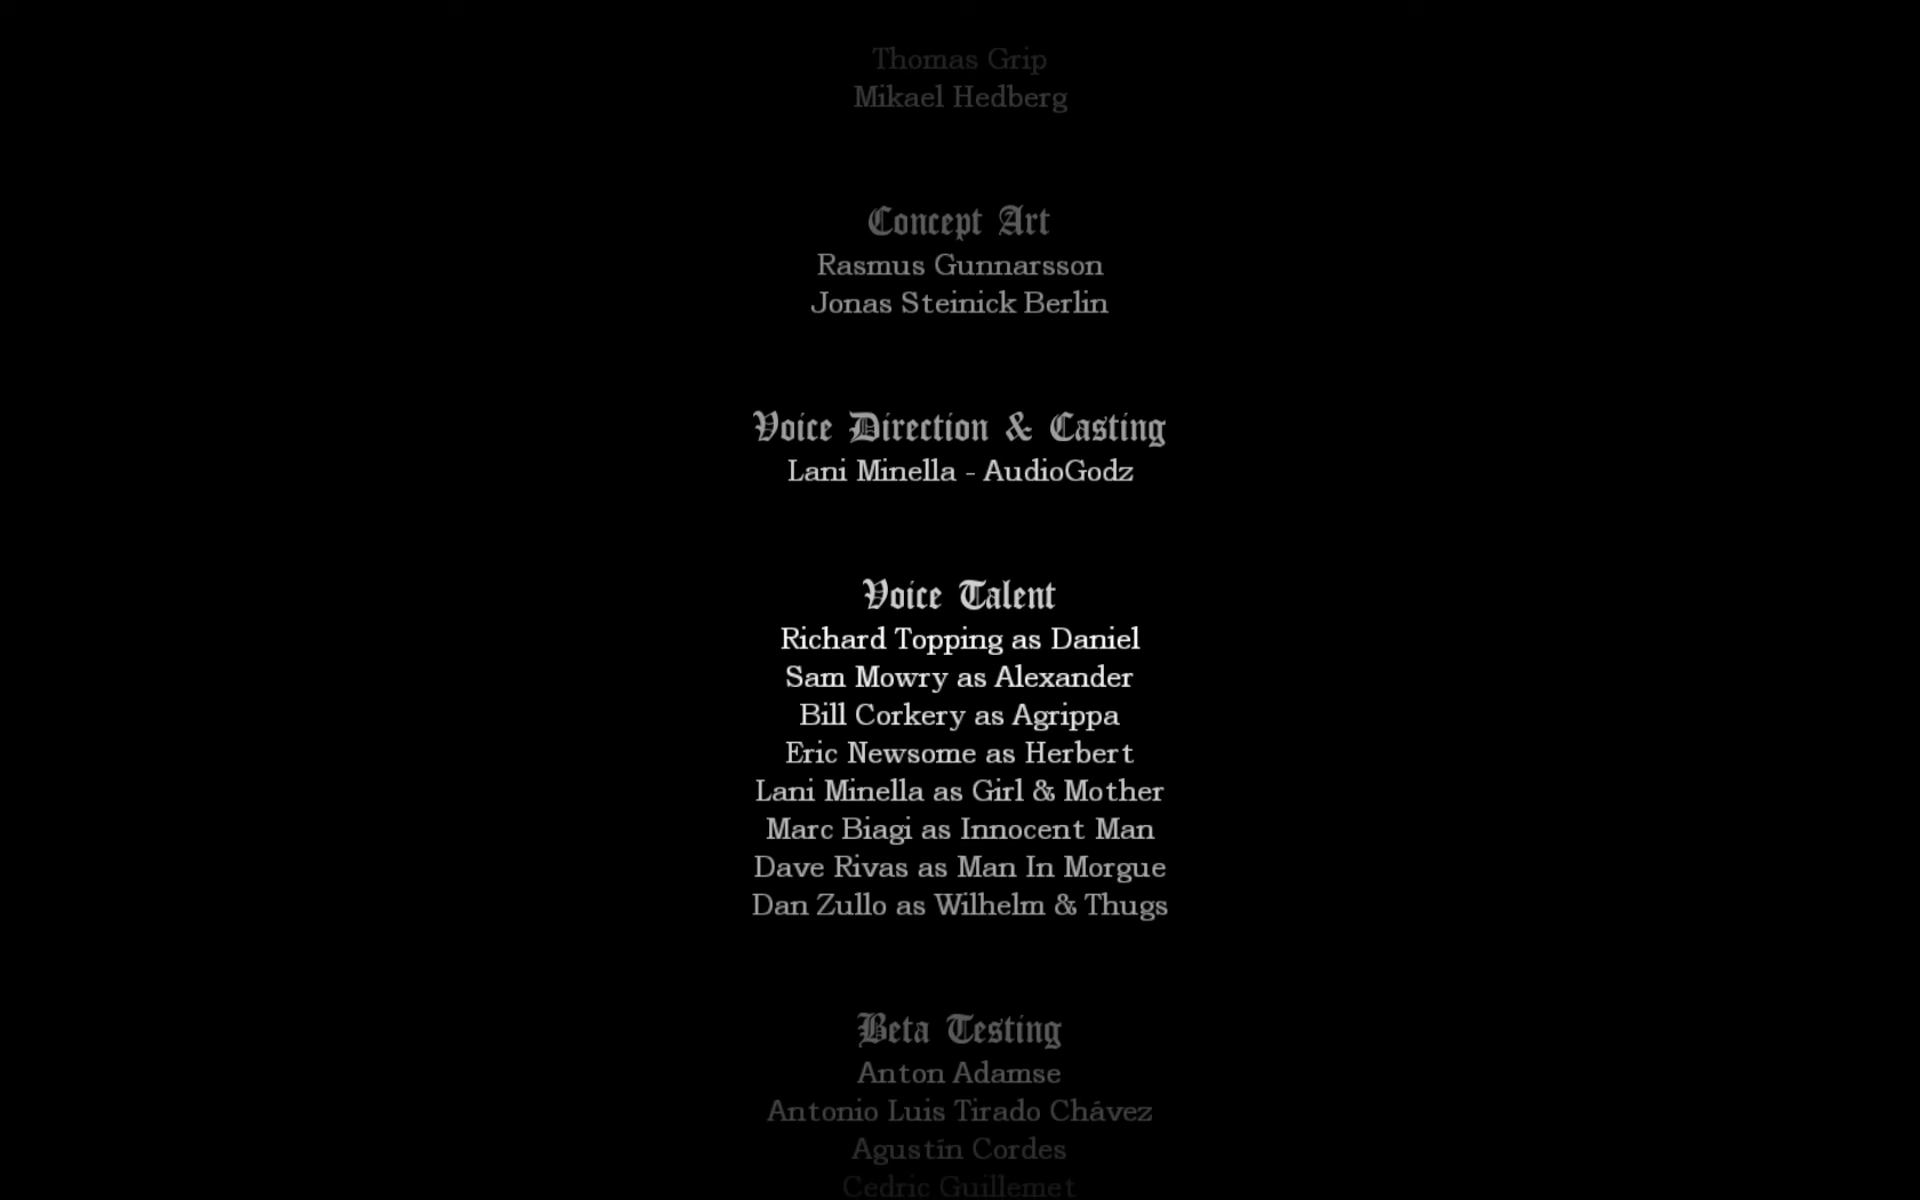 Thomas Grip
Mikael Hedberg
Concept Art
Rasmus Gunnarsson
Jonas Steinick Berlin
Voice Direction & Casting
Lani Minella - AudioGodz
Voice Talent
Richard Topping as Daniel
Sam Mowry as Alexander
Bill Corkery as Agrippa
Eric Newsome as Herbert
Lani Minella as Girl & Mother
Marc Biagi as Innocent Man
Dave Rivas as Man In Morgue
Dan Zullo as Wilhelm & Thugs
Beta Testing
Anton Adamse
Antonio Luis Tirado Chávez
Agustín Cordes
Cedric Guillemet